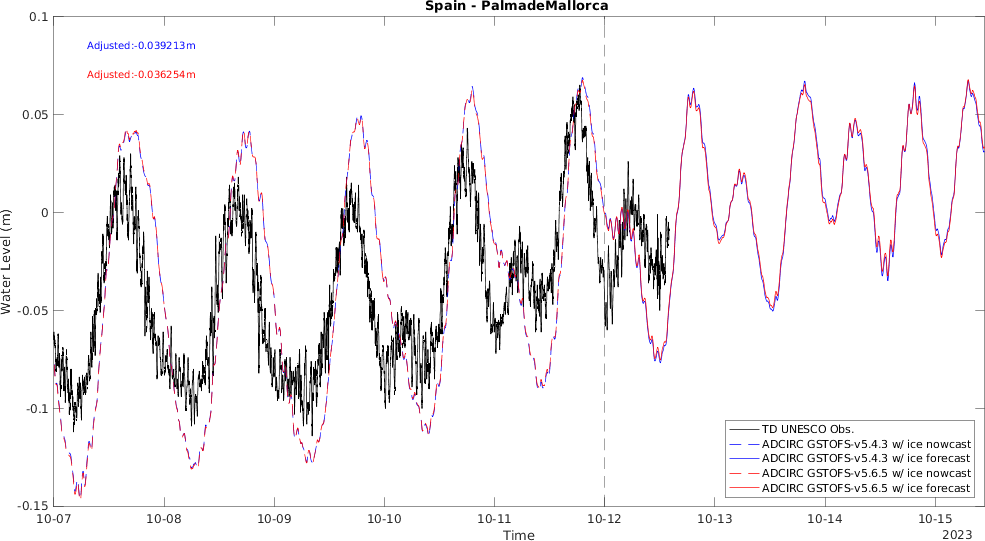 Spain - PalmadeMallorca
Adjusted:-0.039213m
Adjusted:-0.036254m
Water Level (m)
0.1
0.05
0
-0.05
-0.1
-0.15
10-07 10-08 10-09 10-10 10-11 10-12 10-13 10-14 10-15
Time
2023
TD UNESCO Obs.
ADCIRC GSTOFS-v5.4.3 w/ ice nowcast
ADCIRC GSTOFS-v5.4.3 w/ ice forecast
ADCIRC GSTOFS-v5.6.5 w/ ice nowcast
ADCIRC GSTOFS-v5.6.5 w/ ice forecast